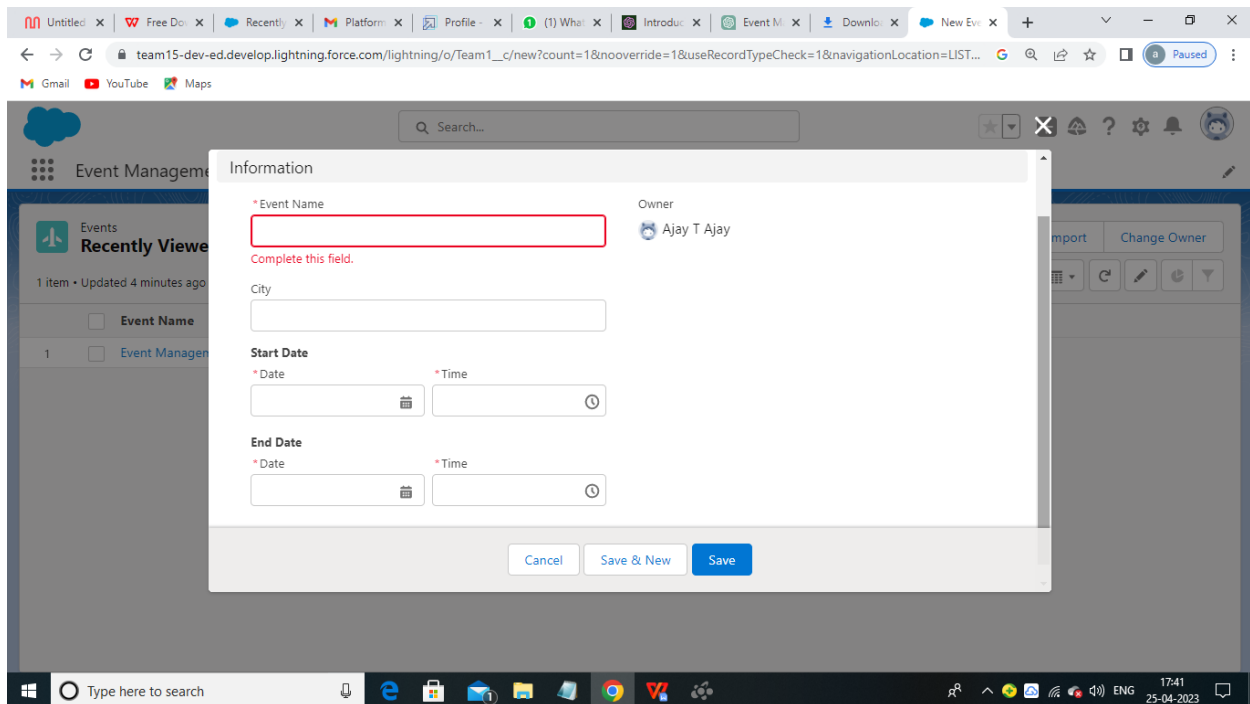 Untitled
Free Do
Recently
Platform
Profile -
(1) What
Introduc
Event M
Downlo
New Eve
team15-dev-ed.develop.lightning.force.com/lightning/o/Team1__c/new?count=1&nooverride=1&useRecordTypeCheck=1&navigationLocation=LIST...
a Paused
Gmail YouTube Maps
Search...
Event Manageme
Information
*Event Name
Owner
Ajay T Ajay
Complete this field.
Events
Recently Viewe
mport Change Owner
1 item • Updated 4 minutes ago
City
Event Name
1 Event Managen
Start Date
*Date *Time
End Date
*Date *Time
Cancel Save & New Save
Type here to search
1
ENG
17:41
25-04-2023